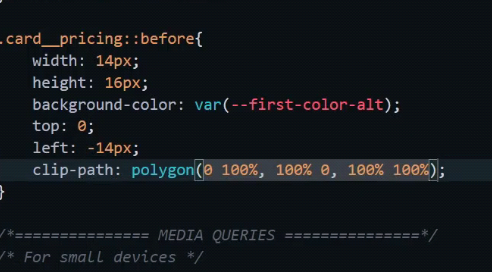 .card__pricing::before{
width: 14px;
height: 16px;
background-color: var(--first-color-alt);
top: 0;
left: -14px;
clip-path: polygon(0 100%, 100% 0, 100% 100%);
}
/*=============== MEDIA QUERIES ===============*/
/* For small devices */